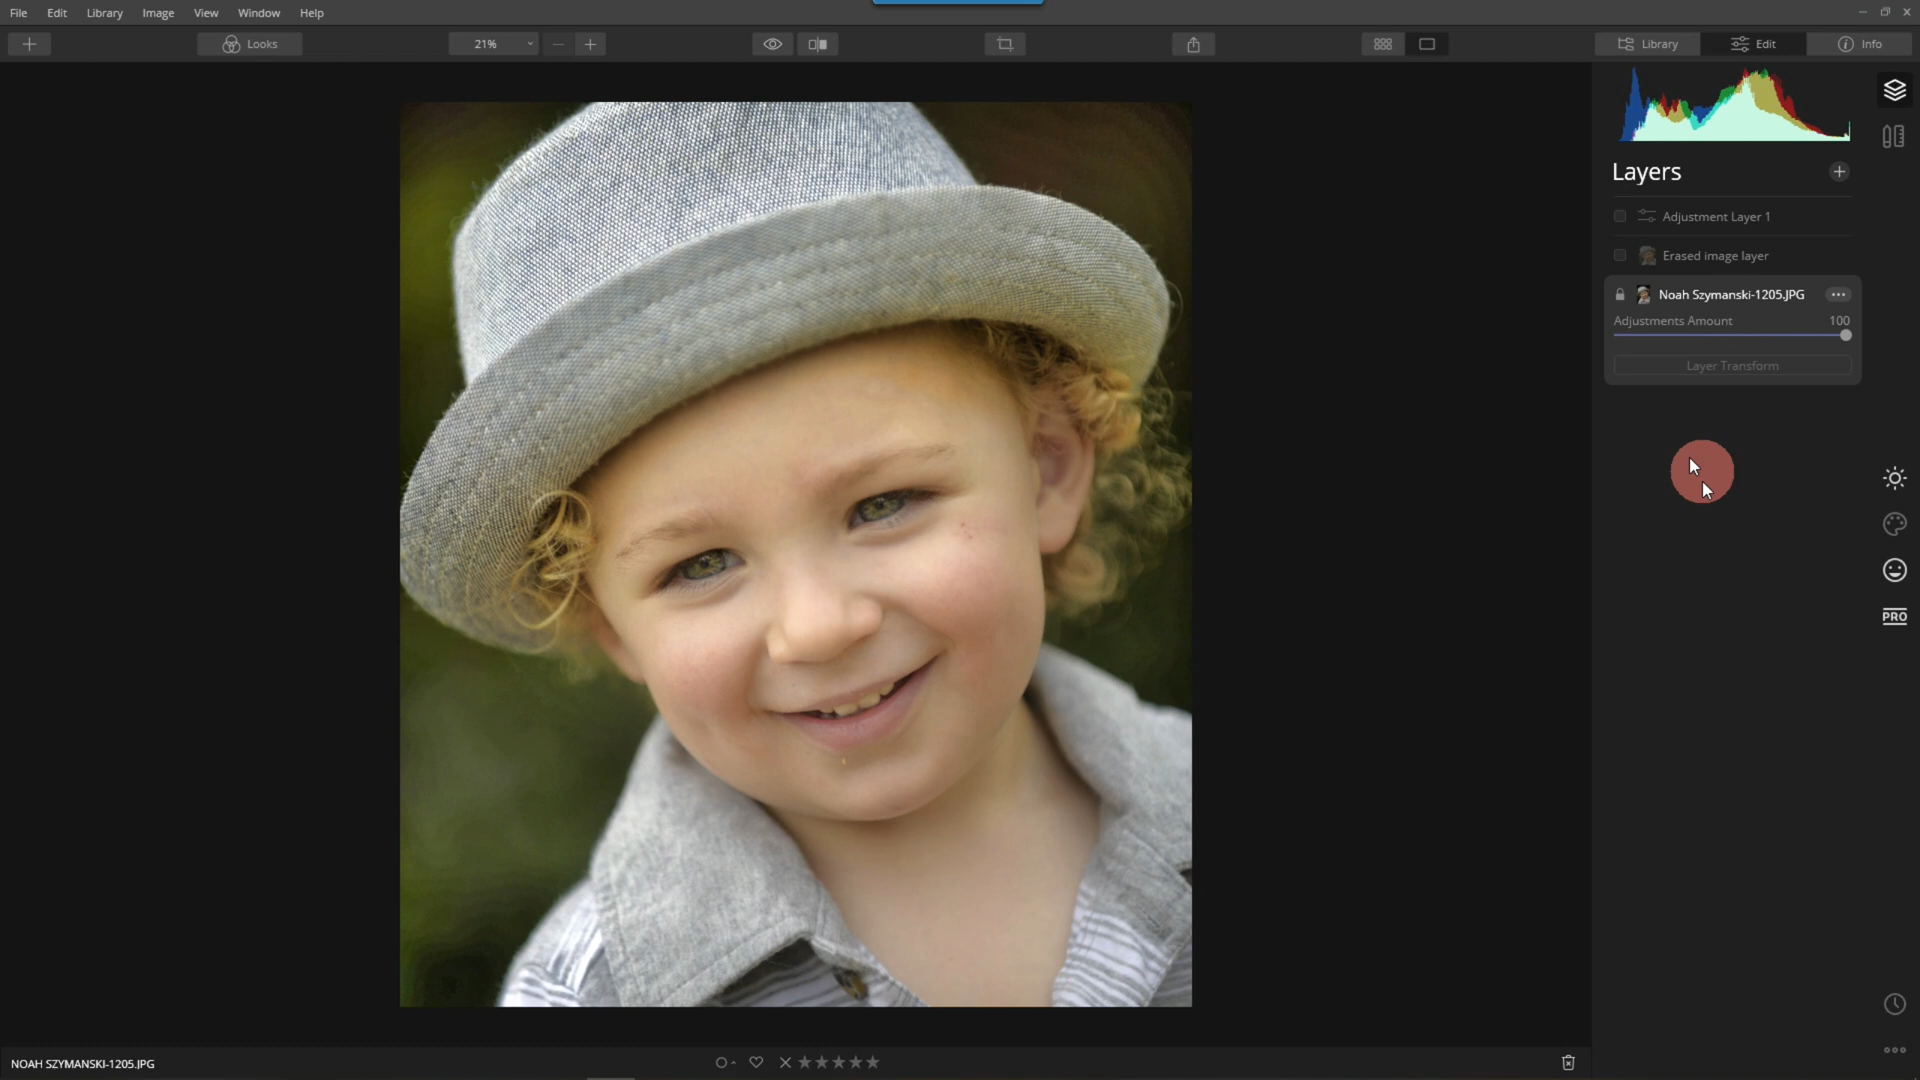 File Edit Library Image View Window Help
Looks 21% Library Edit Info
Layers
Adjustment Layer 1
Erased image layer
Noah Szymanski-1205.JPG
Adjustments Amount 100
Layer Transform
PRO
NOAH SZYMANSKI-1205.JPG